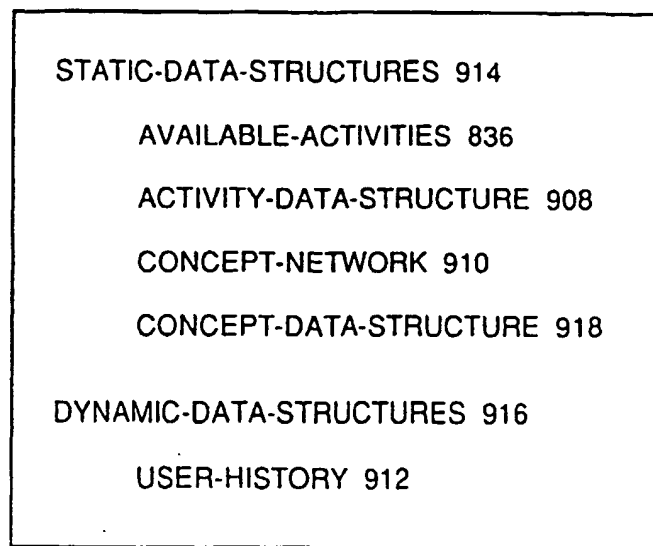 STATIC-DATA-STRUCTURES 914
AVAILABLE-ACTIVITIES 836
ACTIVITY-DATA-STRUCTURE 908
CONCEPT-NETWORK 910
CONCEPT-DATA-STRUCTURE 918
DYNAMIC-DATA-STRUCTURES 916
USER-HISTORY 912